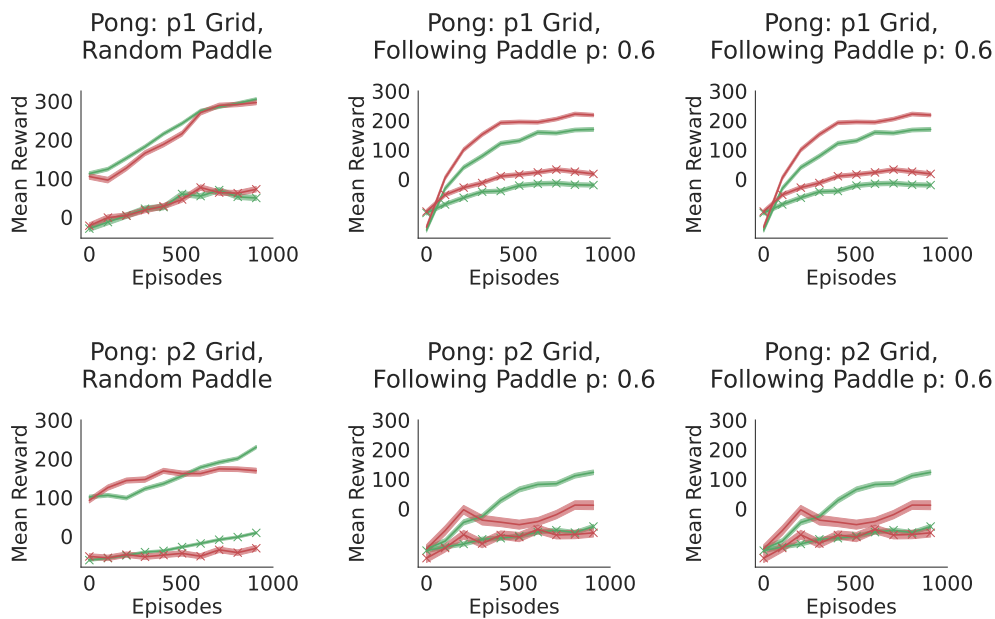 Pong: p1 Grid,
Random Paddle
Mean Reward
300
200
100
0
0 500 1000
Episodes
Pong: p1 Grid,
Following Paddle p: 0.6
Mean Reward
300
200
100
0
0 500 1000
Episodes
Pong: p1 Grid,
Following Paddle p: 0.6
Mean Reward
300
200
100
0
0 500 1000
Episodes
Pong: p2 Grid,
Random Paddle
Mean Reward
300
200
100
0
0 500 1000
Episodes
Pong: p2 Grid,
Following Paddle p: 0.6
Mean Reward
300
200
100
0
0 500 1000
Episodes
Pong: p2 Grid,
Following Paddle p: 0.6
Mean Reward
300
200
100
0
0 500 1000
Episodes